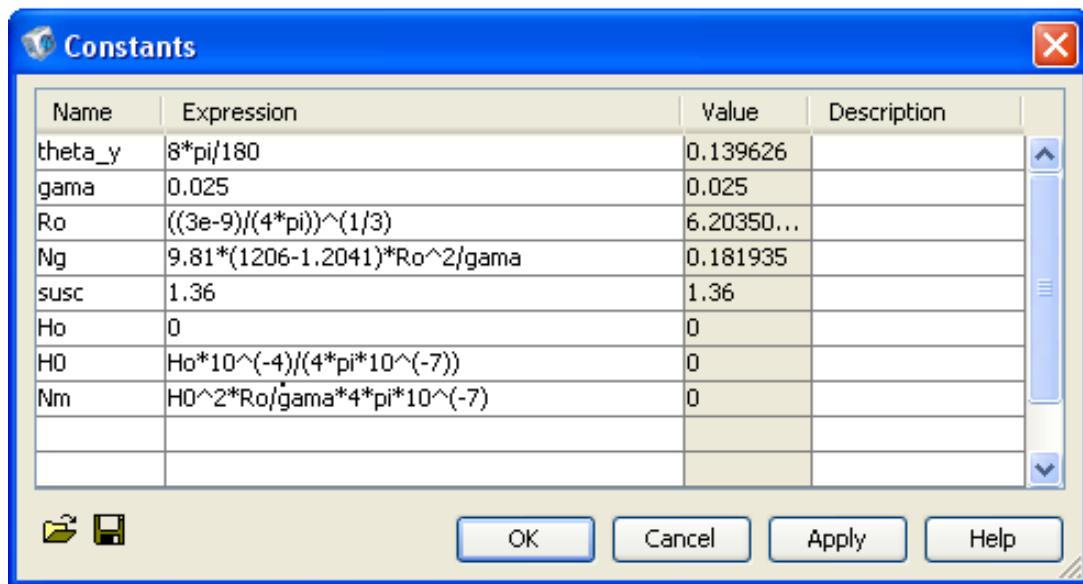 Constants
Name Expression Value Description
theta_y 8*pi/180 0.139626
gama 0.025 0.025
Ro ((3e-9)/(4*pi))^(1/3) 6.20350...
Ng 9.81*(1206-1.2041)*Ro^2/gama 0.181935
susc 1.36 1.36
Ho 0 0
H0 Ho*10^(-4)/(4*pi*10^(-7)) 0
Nm H0^2*Ro/gama*4*pi*10^(-7) 0
OK Cancel Apply Help